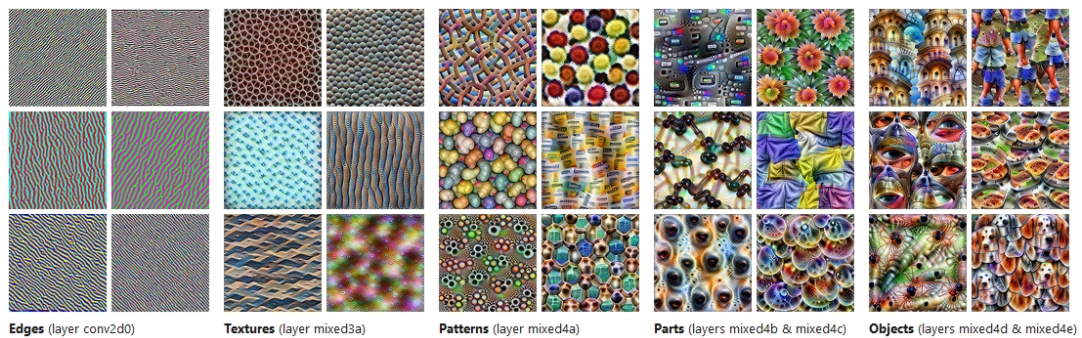 Edges (layer conv2d0)
Textures (layer mixed3a)
Patterns (layer mixed4a)
Parts (layers mixed4b & mixed4c)
Objects (layers mixed4d & mixed4e)